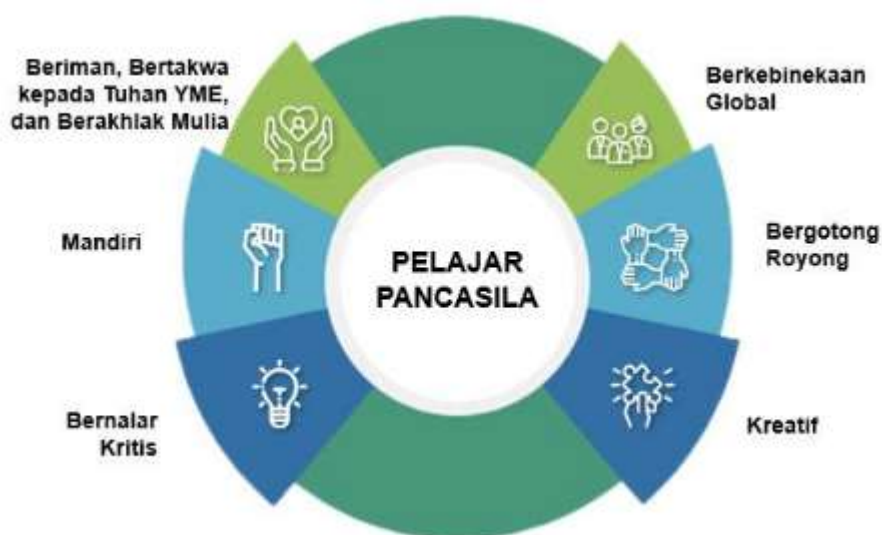 Beriman, Bertakwa
kepada Tuhan YME,
dan Berakhlak Mulia
Berkebinekaan
Global
Mandiri
PELAJAR
PANCASILA
Bergotong
Royong
Bernalar
Kritis
Kreatif